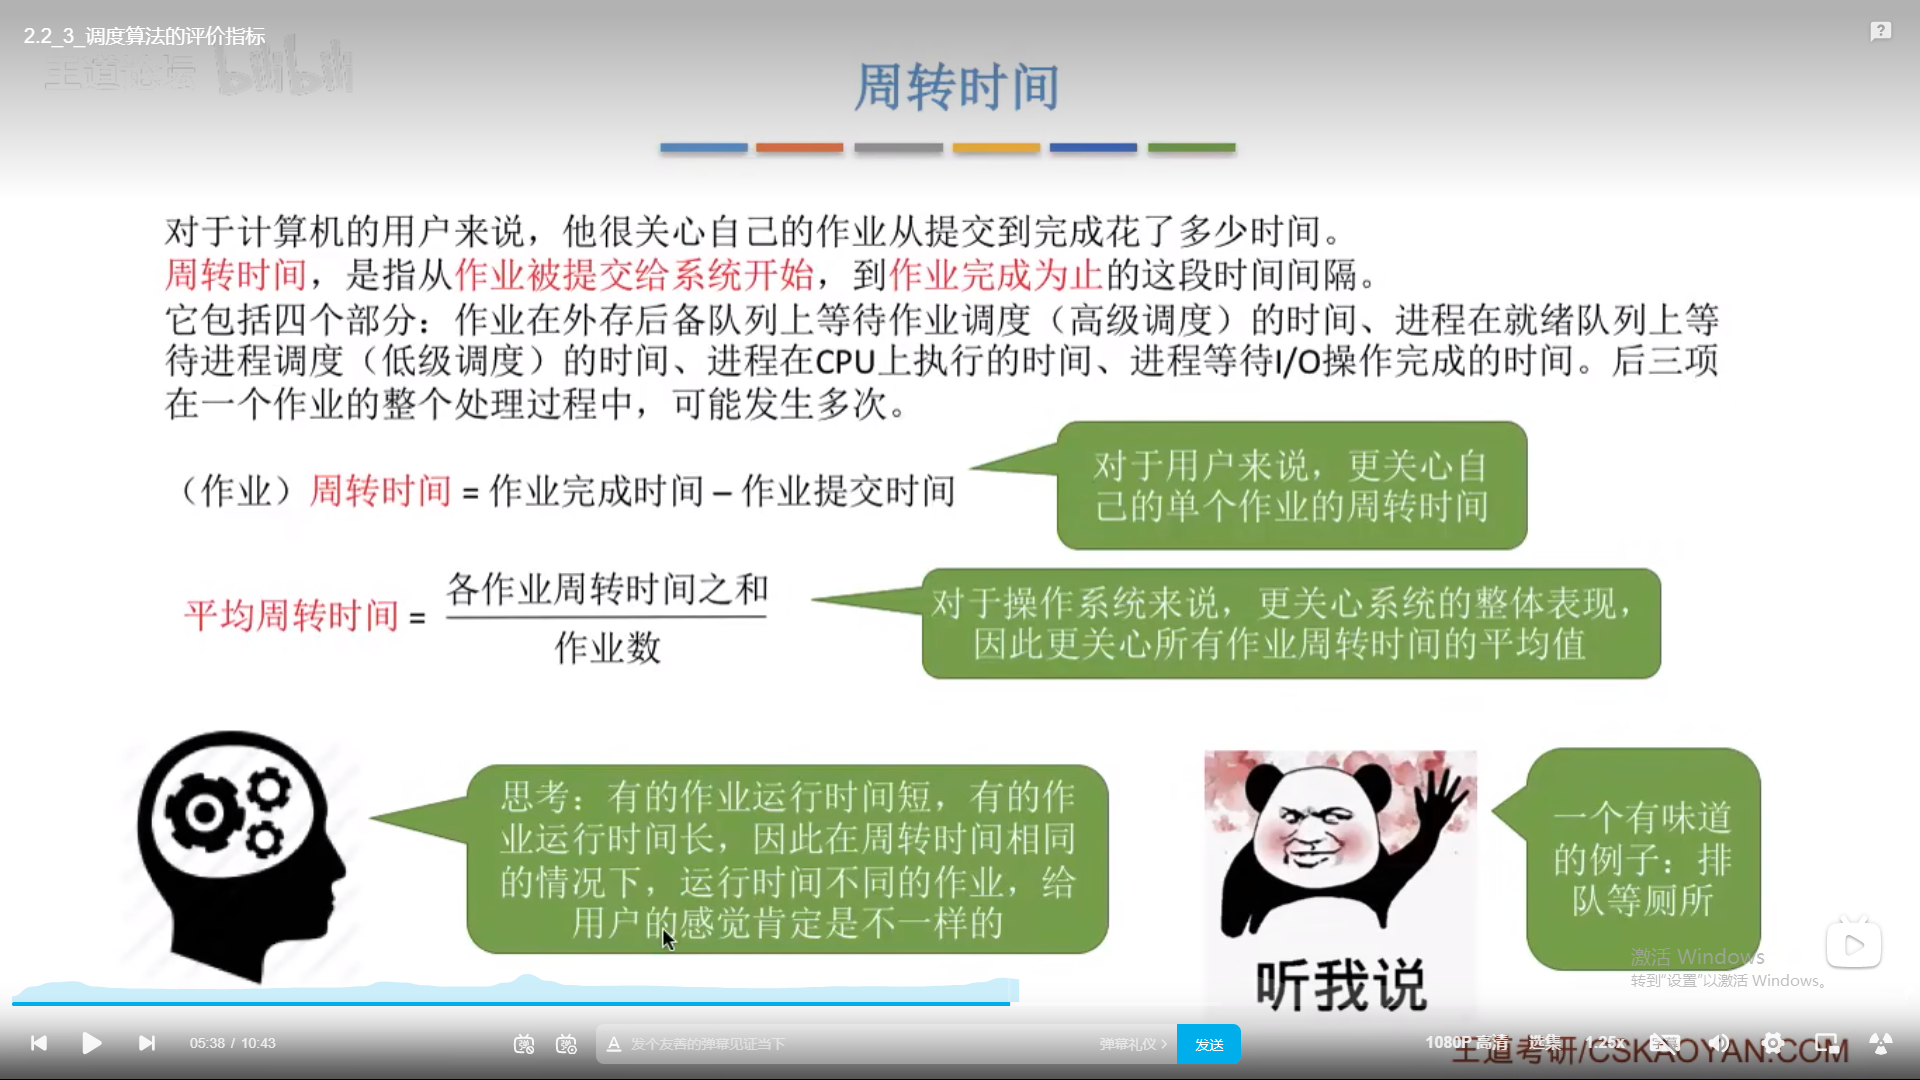 2.2_3_调度算法的评价指标
王道论坛 bilibili
周转时间
对于计算机的用户来说，他很关心自己的作业从提交到完成花了多少时间。
周转时间，是指从作业被提交给系统开始，到作业完成为止的这段时间间隔。
它包括四个部分：作业在外存后备队列上等待作业调度（高级调度）的时间、进程在就绪队列上等
待进程调度（低级调度）的时间、进程在CPU上执行的时间、进程等待I/O操作完成的时间。后三项
在一个作业的整个处理过程中，可能发生多次。
（作业）周转时间 = 作业完成时间 – 作业提交时间
对于用户来说，更关心自
己的单个作业的周转时间
平均周转时间 =
各作业周转时间之和
作业数
对于操作系统来说，更关心系统的整体表现，
因此更关心所有作业周转时间的平均值
思考：有的作业运行时间短，有的作
业运行时间长，因此在周转时间相同
的情况下，运行时间不同的作业，给
用户的感觉肯定是不一样的
听我说
一个有味道
的例子：排
队等厕所
激活 Windows
转到“设置”以激活 Windows。
05:38 / 10:43
发个友善的弹幕见证当下
弹幕礼仪 >
发送
1080P 高清
选集
1.25x
王道考研/CSKAOYAN.COM